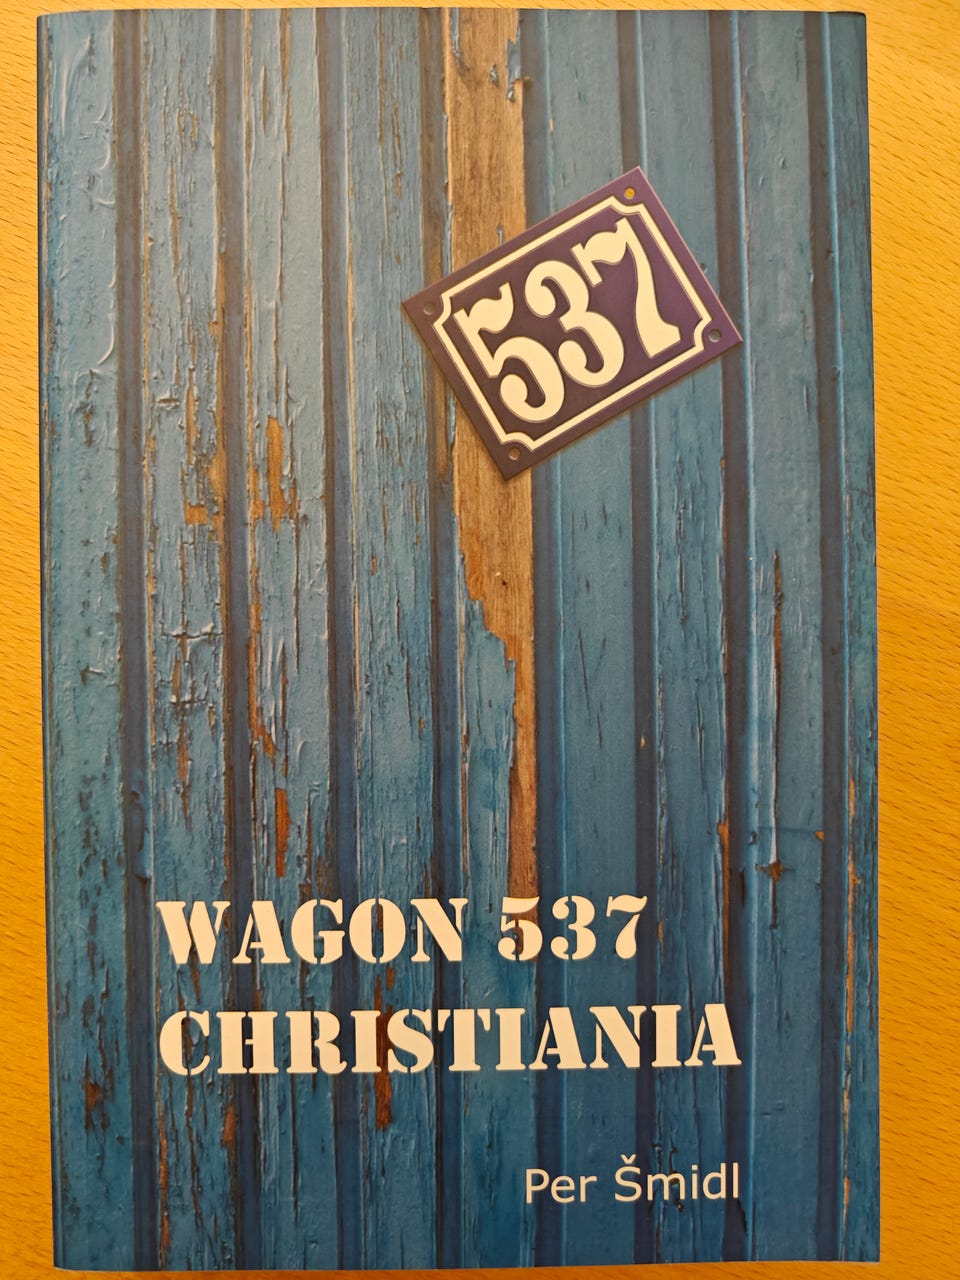 537
WAGON 537
CHRISTIANIA
Per Šmidl